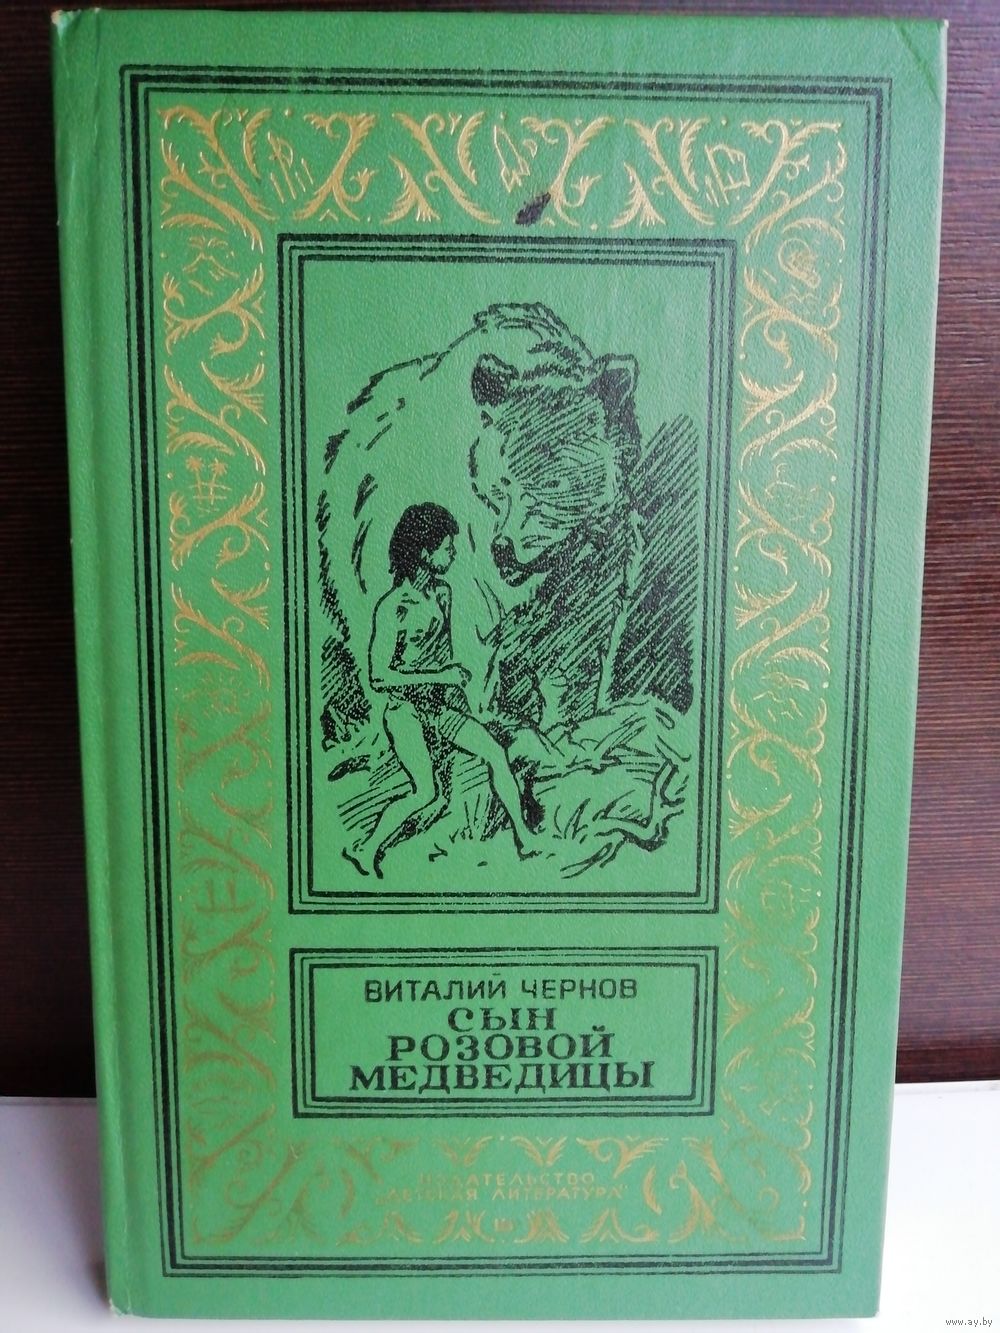 ВИТАЛИЙ ЧЕРНОВ
СЫН
РОЗОВОЙ
МЕДВЕДИЦЫ
ИЗДАТЕЛЬСТВО
„ДЕТСКАЯ ЛИТЕРАТУРА"
www.ay.by